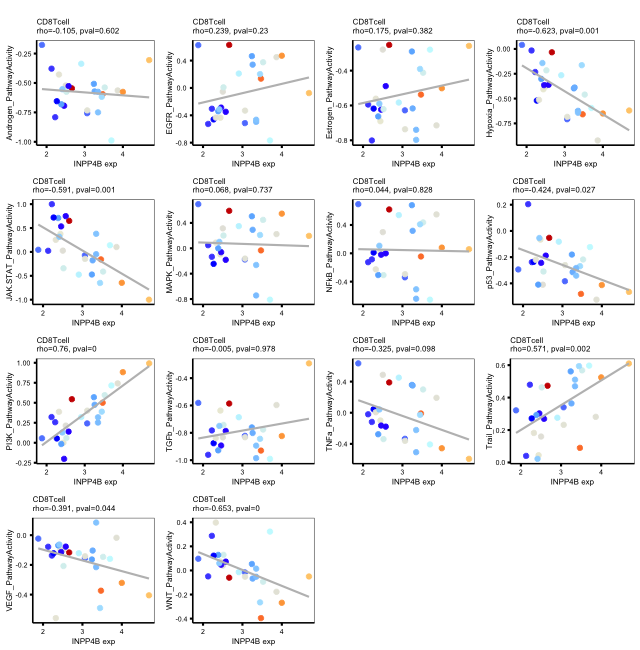 CD8Tcell
rho=-0.105, pval=0.602
Androgen_PathwayActivity
-0.25
-0.50
-0.75
-1.00
2
3
4
INPP4B exp
CD8Tcell
rho=0.239, pval=0.23
EGFR_PathwayActivity
0.4
0.0
-0.4
-0.8
2
3
4
INPP4B exp
CD8Tcell
rho=0.175, pval=0.382
Estrogen_PathwayActivity
-0.4
-0.6
-0.8
2
3
4
INPP4B exp
CD8Tcell
rho=-0.623, pval=0.001
Hypoxia_PathwayActivity
0.00
-0.25
-0.50
-0.75
2
3
4
INPP4B exp
CD8Tcell
rho=-0.591, pval=0.001
JAK-STAT_PathwayActivity
1.0
0.5
0.0
-0.5
-1.0
2
3
4
INPP4B exp
CD8Tcell
rho=0.068, pval=0.737
MAPK_PathwayActivity
0.4
0.0
-0.4
-0.8
2
3
4
INPP4B exp
CD8Tcell
rho=0.044, pval=0.828
NFkB_PathwayActivity
0.6
0.3
0.0
-0.3
-0.6
2
3
4
INPP4B exp
CD8Tcell
rho=-0.424, pval=0.027
p53_PathwayActivity
0.2
0.0
-0.2
-0.4
2
3
4
INPP4B exp
CD8Tcell
rho=0.76, pval=0
PI3K_PathwayActivity
1.00
0.75
0.50
0.25
0.00
-0.25
2
3
4
INPP4B exp
CD8Tcell
rho=-0.005, pval=0.978
TGFb_PathwayActivity
-0.4
-0.6
-0.8
-1.0
2
3
4
INPP4B exp
CD8Tcell
rho=-0.325, pval=0.098
TNFa_PathwayActivity
0.4
0.0
-0.4
2
3
4
INPP4B exp
CD8Tcell
rho=0.571, pval=0.002
Trail_PathwayActivity
0.6
0.4
0.2
0.0
2
3
4
INPP4B exp
CD8Tcell
rho=-0.391, pval=0.044
VEGF_PathwayActivity
0.0
-0.2
-0.4
2
3
4
INPP4B exp
CD8Tcell
rho=-0.653, pval=0
WNT_PathwayActivity
0.4
0.2
0.0
-0.2
-0.4
2
3
4
INPP4B exp